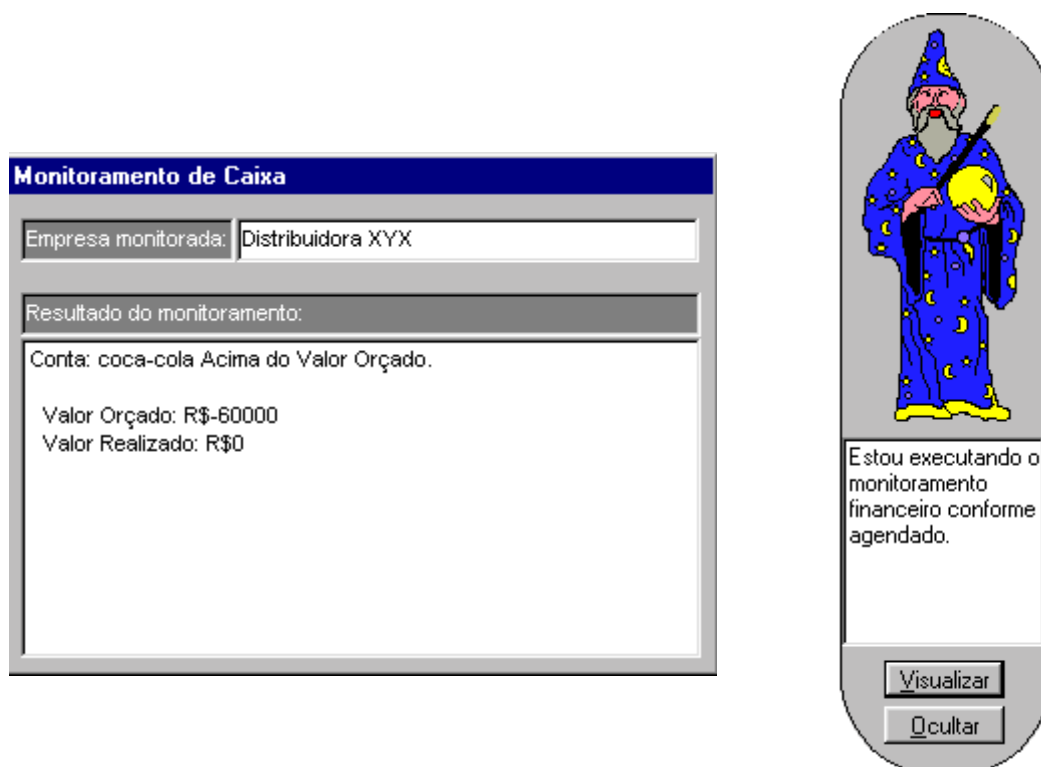 Monitoramento de Caixa
Empresa monitorada: Distribuidora XYX
Resultado do monitoramento:
Conta: coca-cola Acima do Valor Orçado.
Valor Orçado: R$-60000
Valor Realizado: R$0
Estou executando o
monitoramento
financeiro conforme
agendado.
Visualizar
Ocultar